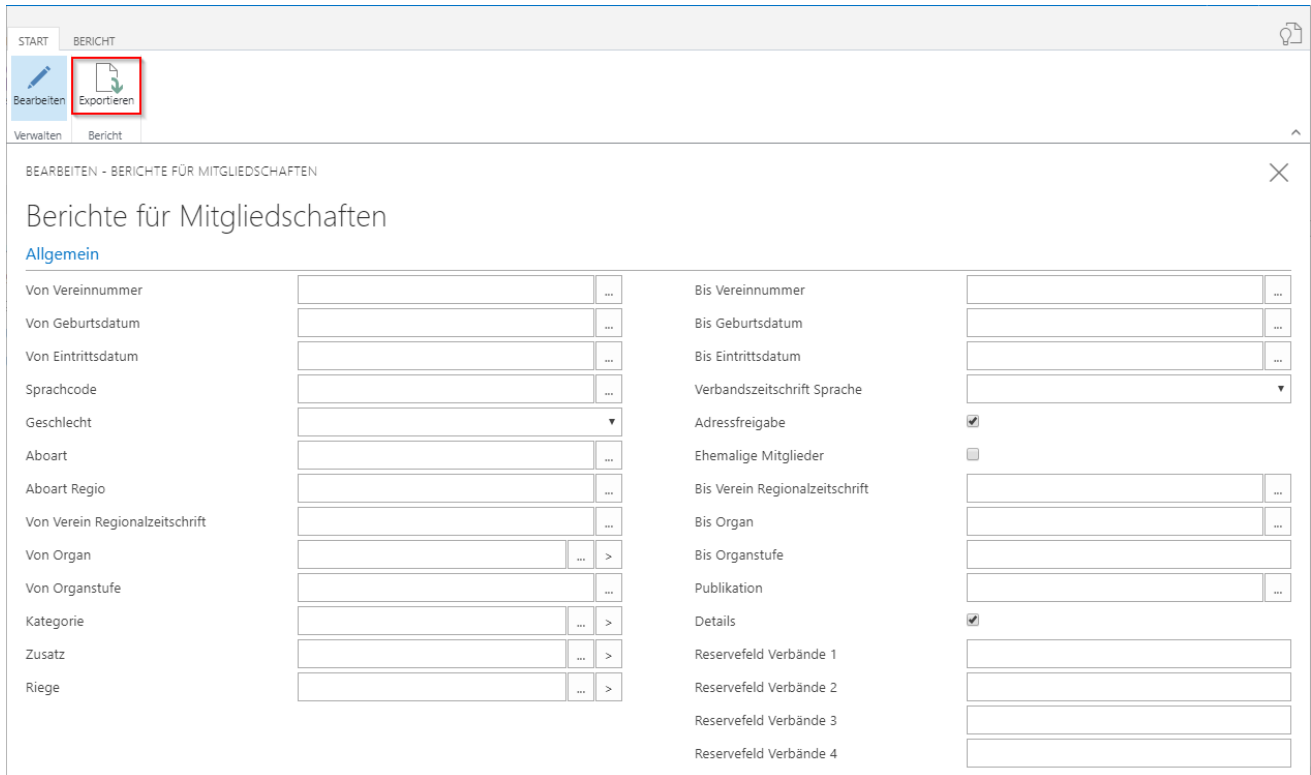 START BERICHT
Bearbeiten Exportieren
Verwalten Bericht
BEARBEITEN - BERICHTE FÜR MITGLIEDSCHAFTEN
Berichte für Mitgliedschaften
Allgemein
Von Vereinnummer ... Bis Vereinnummer ...
Von Geburtsdatum ... Bis Geburtsdatum ...
Von Eintrittsdatum ... Bis Eintrittsdatum ...
Sprachcode ... Verbandszeitschrift Sprache
Geschlecht Adressfreigabe
Aboart ... Ehemalige Mitglieder
Aboart Regio ... Bis Verein Regionalzeitschrift ...
Von Verein Regionalzeitschrift ... Bis Organ ...
Von Organ ... > Bis Organstufe
Von Organstufe ... Publikation ...
Kategorie ... > Details
Zusatz ... > Reservefeld Verbände 1
Riege ... > Reservefeld Verbände 2
Reservefeld Verbände 3
Reservefeld Verbände 4